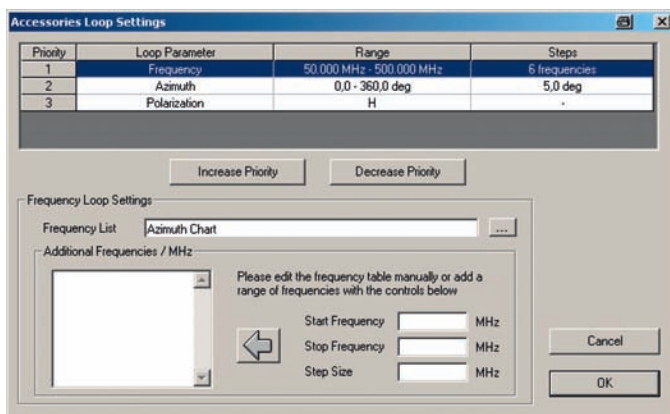 Accessories Loop Settings
Priority Loop Parameter Range Steps
1 Frequency 50.000 MHz - 500.000 MHz 6 frequencies
2 Azimuth 0,0 - 360,0 deg 5,0 deg
3 Polarization H -
Increase Priority Decrease Priority
Frequency Loop Settings
Frequency List Azimuth Chart ...
Additional Frequencies / MHz
Please edit the frequency table manually or add a
range of frequencies with the controls below
Start Frequency MHz
Stop Frequency MHz
Step Size MHz
Cancel
OK